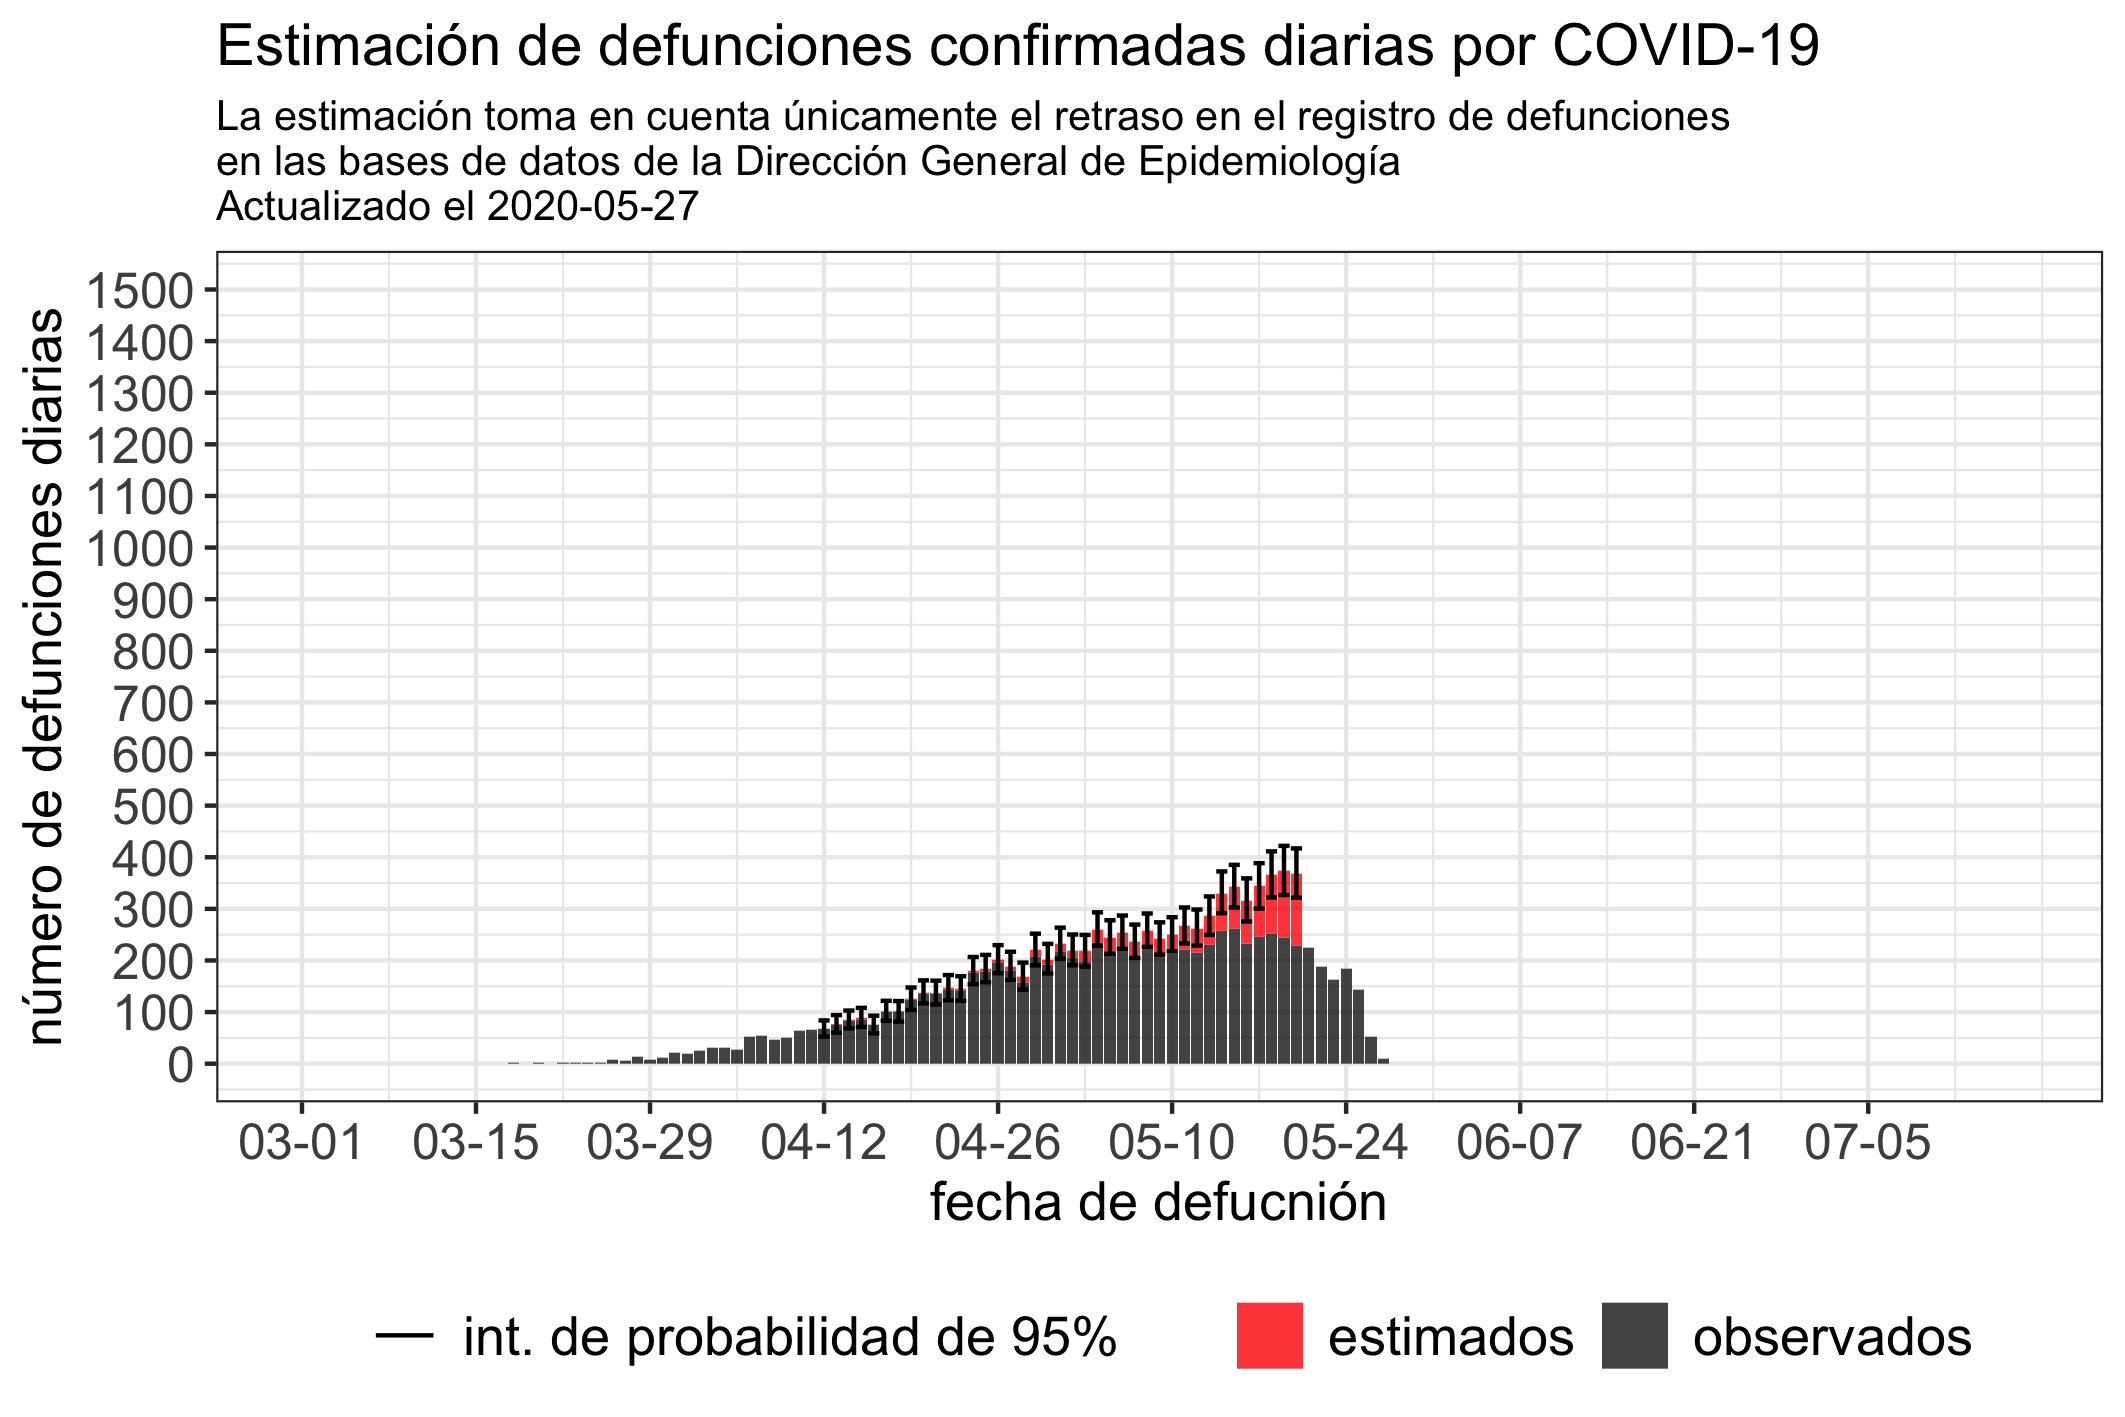 Estimación de defunciones confirmadas diarias por COVID-19
La estimación toma en cuenta únicamente el retraso en el registro de defunciones
en las bases de datos de la Dirección General de Epidemiología
Actualizado el 2020-05-27
número de defunciones diarias
1500
1400
1300
1200
1100
1000
900
800
700
600
500
400
300
200
100
0
03-01 03-15 03-29 04-12 04-26 05-10 05-24 06-07 06-21 07-05
fecha de defucnión
int. de probabilidad de 95% estimados observados